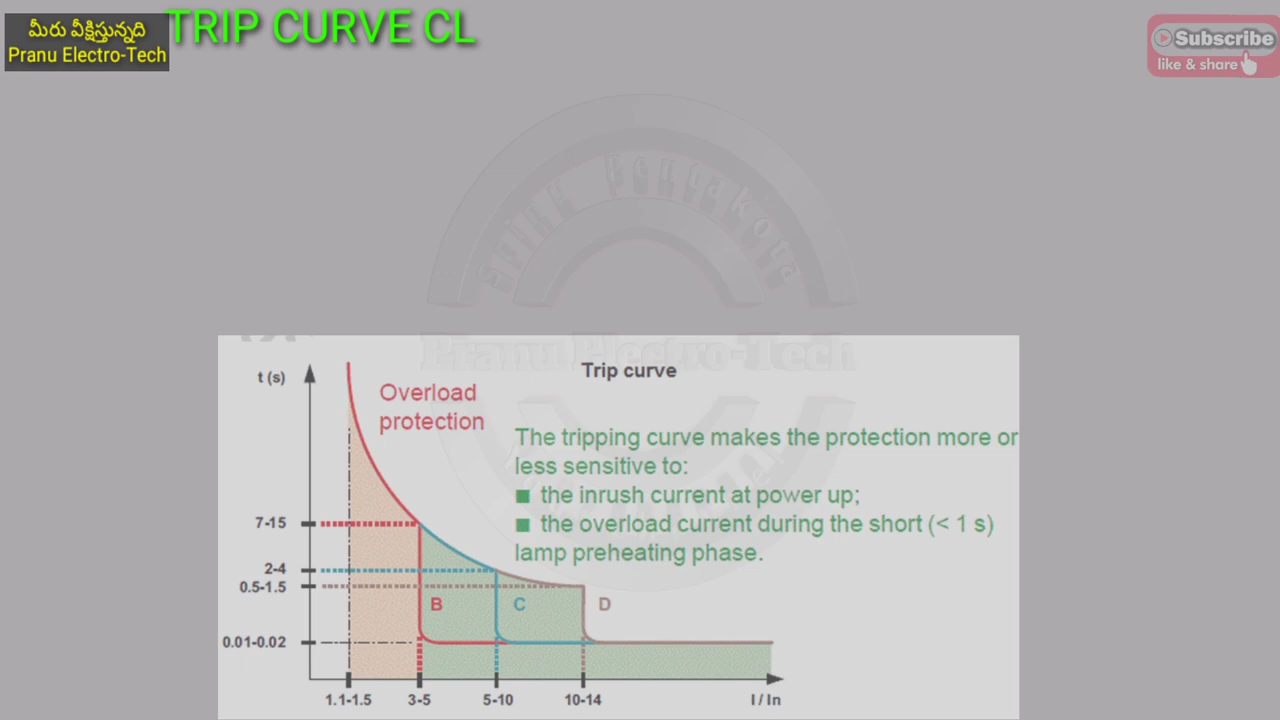 మీరు వీక్షిస్తున్నది
Pranu Electro-Tech
TRIP CURVE CL
Subscribe
like & share
Pranu Electro-Tech
Trip curve
t (s)
Overload
protection
The tripping curve makes the protection more or
less sensitive to:
■ the inrush current at power up;
■ the overload current during the short (< 1 s)
lamp preheating phase.
7-15
2-4
0.5-1.5
B
C
D
0.01-0.02
1.1-1.5
3-5
5-10
10-14
I / In